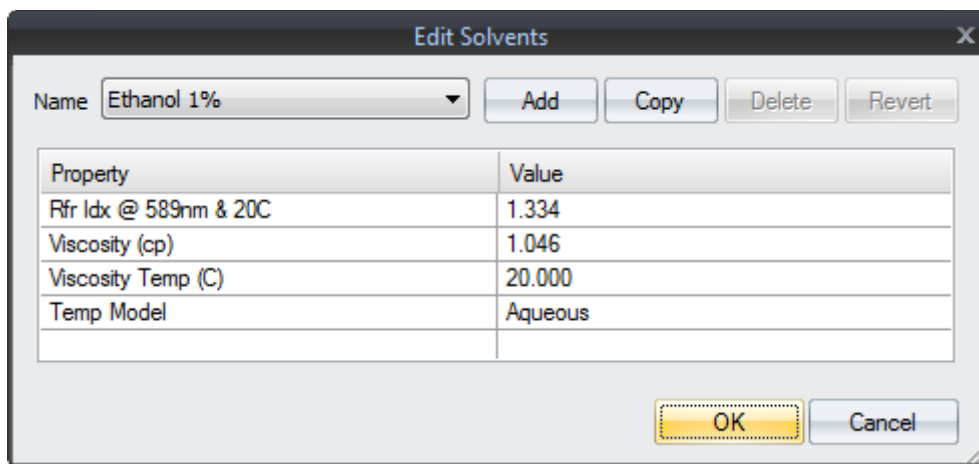 Edit Solvents
Name Ethanol 1% Add Copy Delete Revert
Property Value
Rfr Idx @ 589nm & 20C 1.334
Viscosity (cp) 1.046
Viscosity Temp (C) 20.000
Temp Model Aqueous
OK Cancel